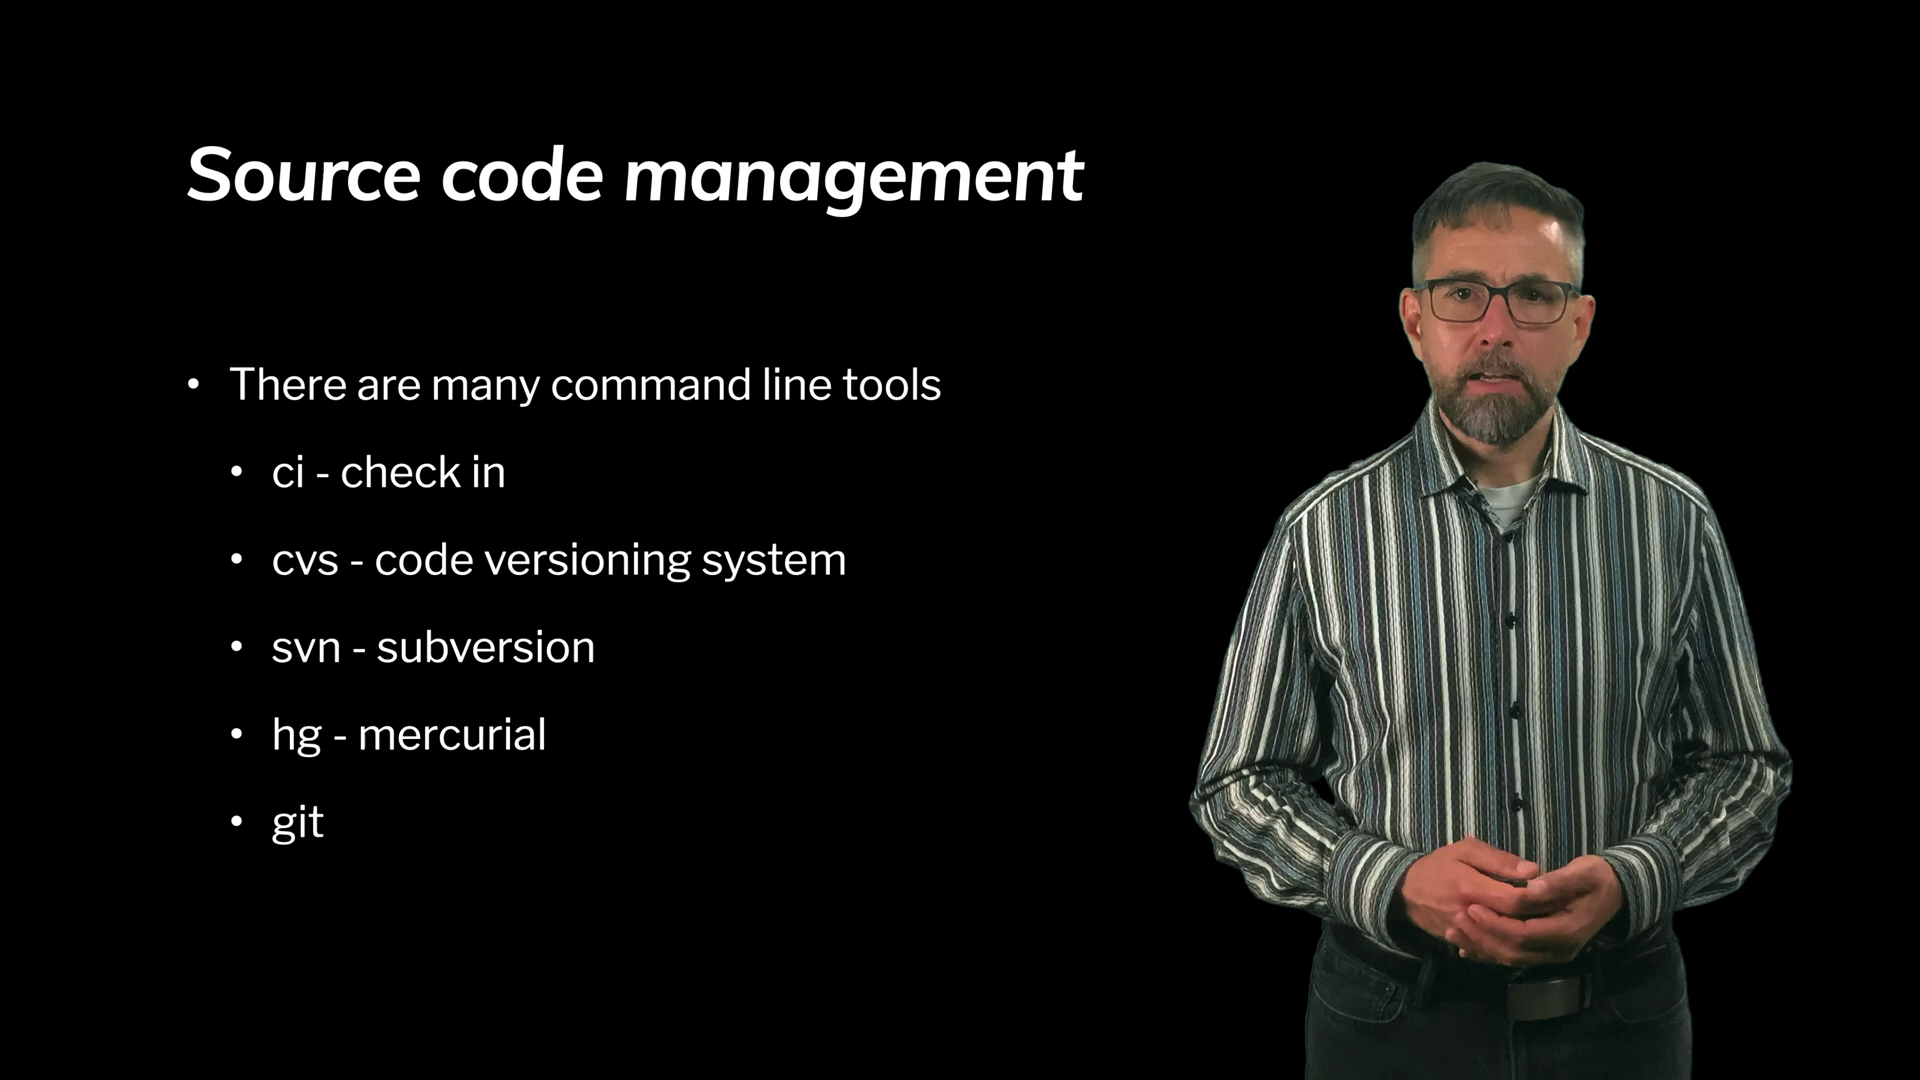 Source code management
• There are many command line tools
• ci - check in
• cvs - code versioning system
• svn - subversion
• hg - mercurial
• git